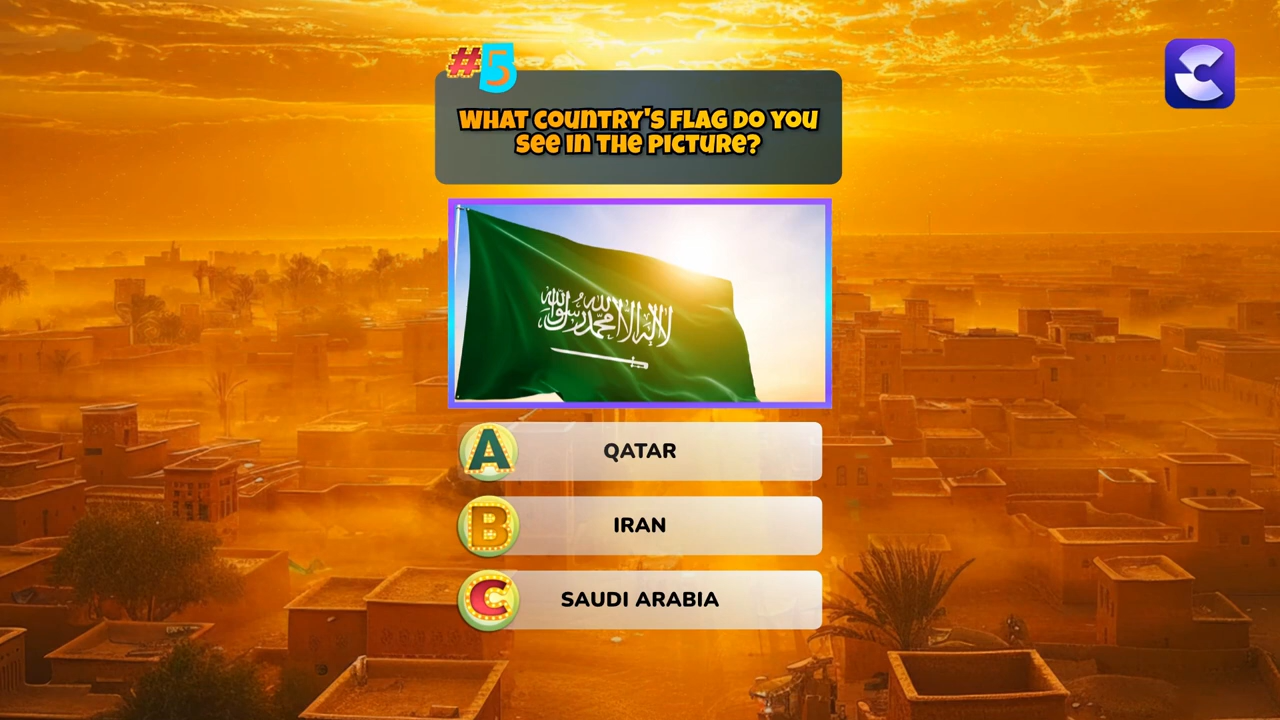 #5
WHAT COUNTRY'S FLAG DO YOU
SEE IN THE PICTURE?
لا إله إلا الله محمد رسول الله
A QATAR
B IRAN
C SAUDI ARABIA